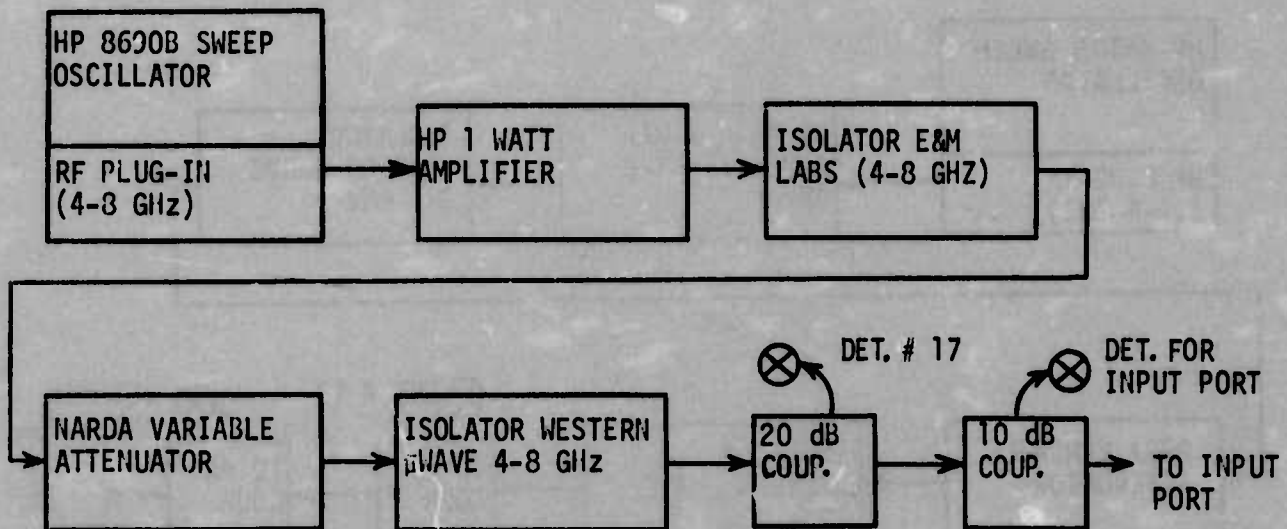 HP 8690B SWEEP
OSCILLATOR
RF PLUG-IN
(4-8 GHz)
HP 1 WATT
AMPLIFIER
ISOLATOR E&M
LABS (4-8 GHZ)
NARDA VARIABLE
ATTENUATOR
ISOLATOR WESTERN
µWAVE 4-8 GHz
DET. # 17
20 dB
COUP.
DET. FOR
INPUT PORT
10 dB
COUP.
TO INPUT
PORT